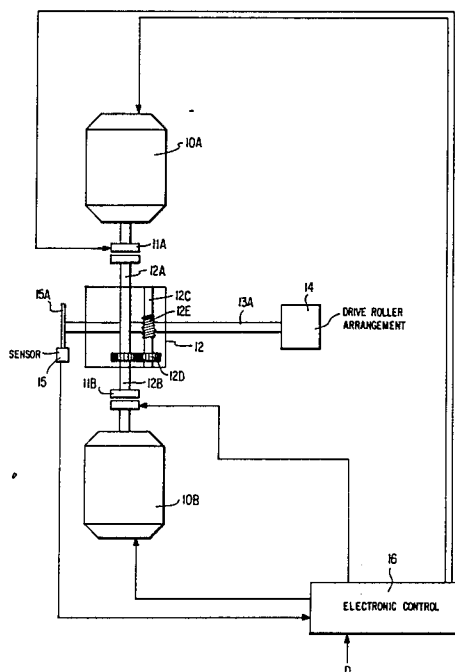 10A
11A
12A
15A
12C
12E
13A
14
DRIVE ROLLER
ARRANGEMENT
12
SENSOR
15
12D
12B
11B
10B
16
ELECTRONIC CONTROL